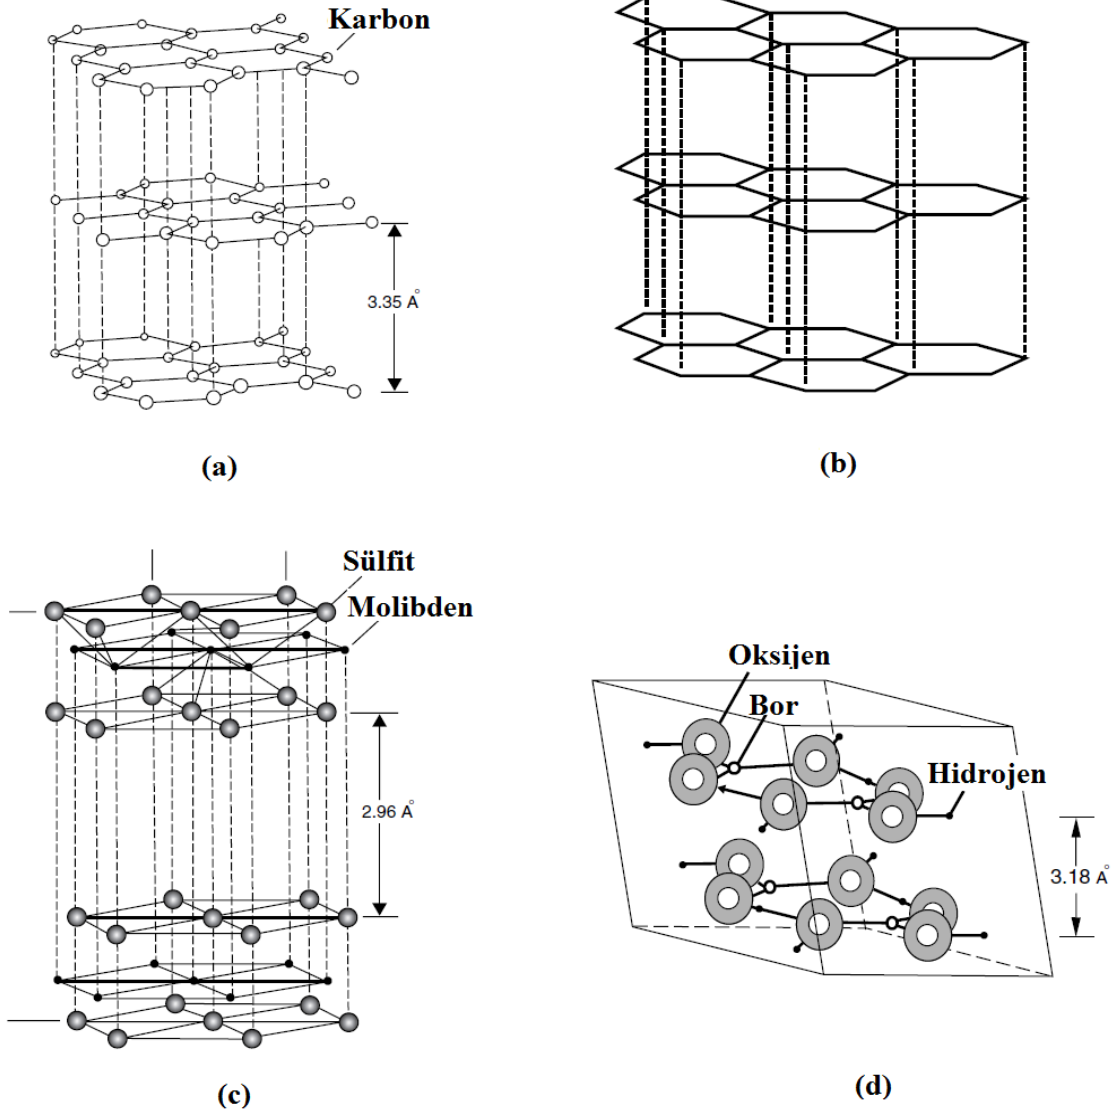 Karbon
3.35 Å
(a)
(b)
Sülfit
Molibden
2.96 Å
(c)
Oksijen
Bor
Hidrojen
3.18 Å
(d)